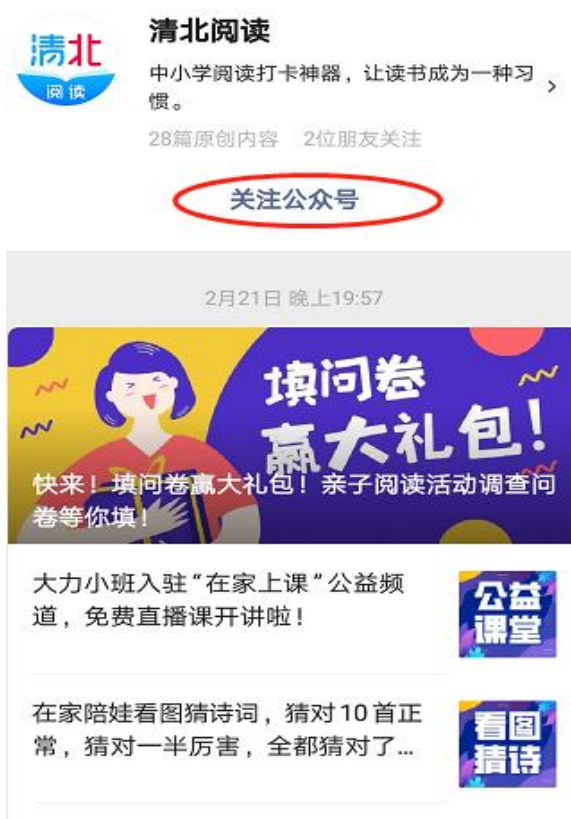 清北阅读
清北
阅读
中小学阅读打卡神器，让读书成为一种习
惯。
28篇原创内容 2位朋友关注
关注公众号
2月21日 晚上19:57
填问卷
赢大礼包！
快来！填问卷赢大礼包！亲子阅读活动调查问
卷等你填！
大力小班入驻“在家上课”公益频
道，免费直播课开讲啦！
公益
课堂
在家陪娃看图猜诗词，猜对10首正
常，猜对一半厉害，全都猜对了...
看图
猜诗